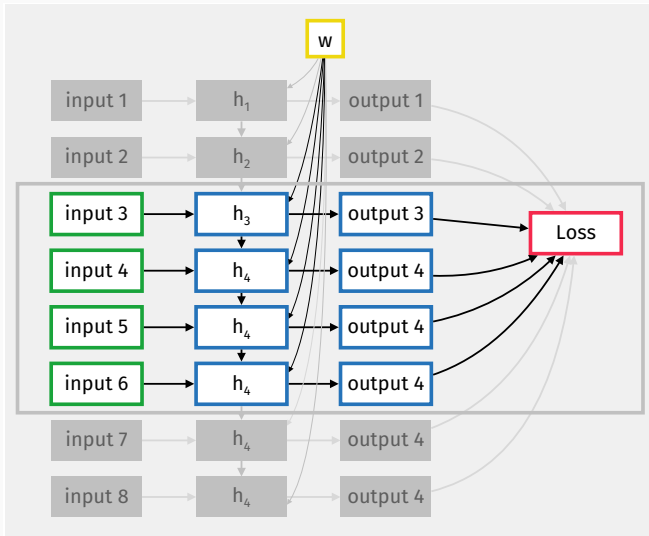 w
input 1 h₁ output 1
input 2 h₂ output 2
input 3 h₃ output 3
Loss
input 4 h₄ output 4
input 5 h₄ output 4
input 6 h₄ output 4
input 7 h₄ output 4
input 8 h₄ output 4